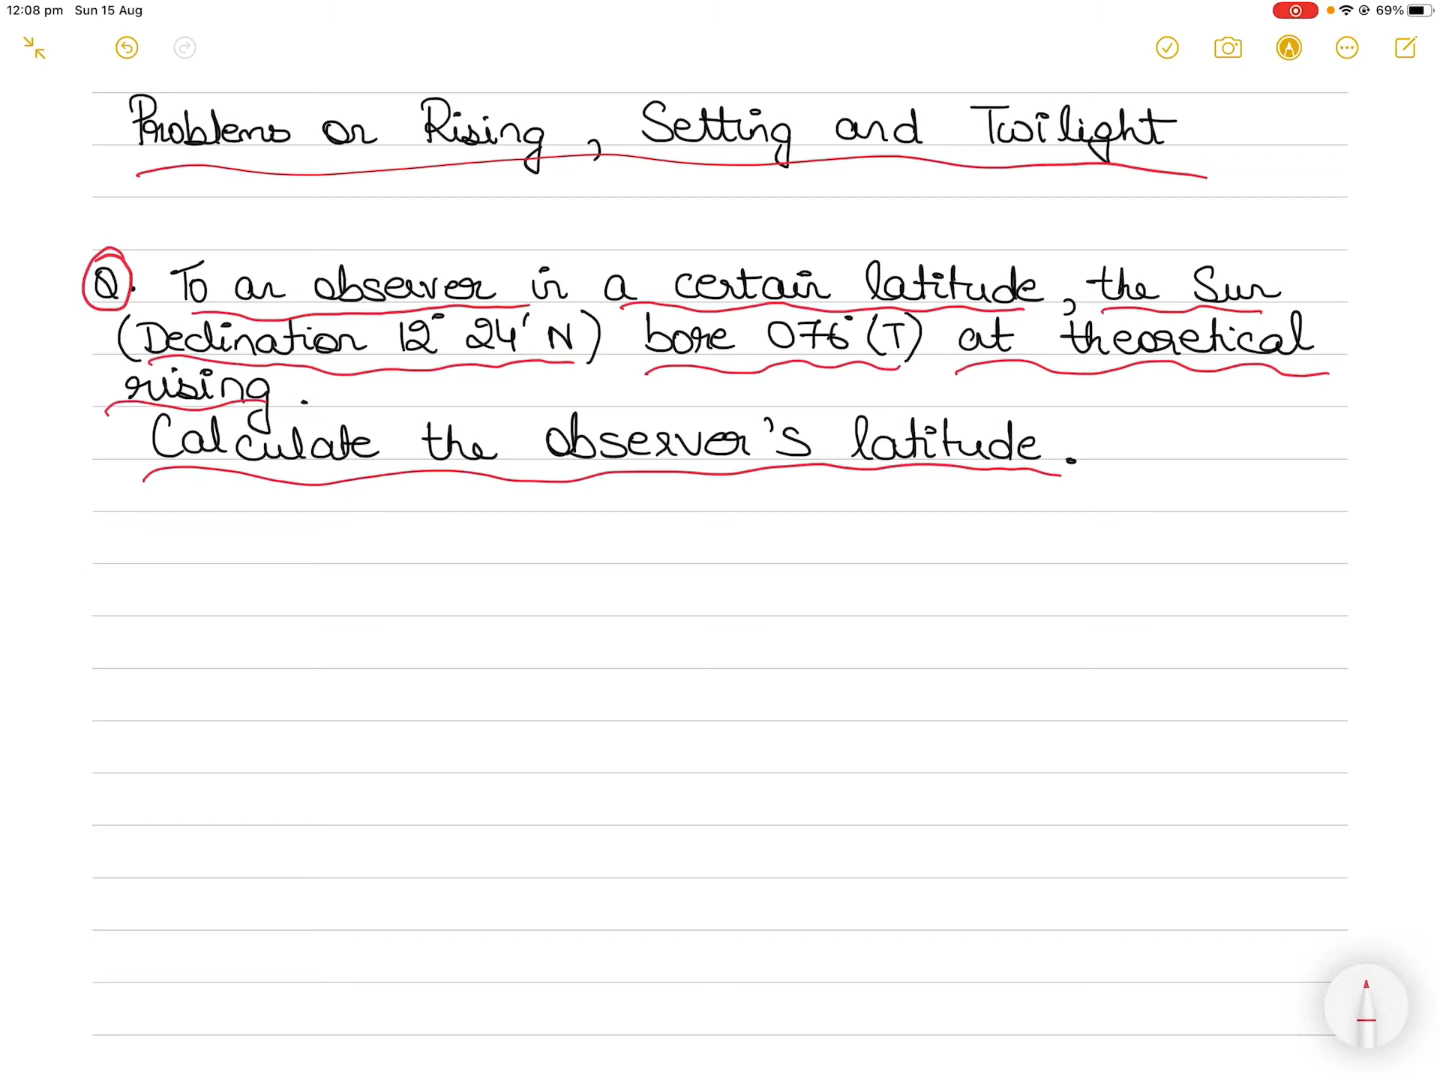 12:08 pm Sun 15 Aug 69%
Problems on Rising, Setting and Twilight
Q. To an observer in a certain latitude, the Sun
(Declination 12° 24' N) bore 076° (T) at theoretical
rising.
Calculate the observer's latitude.